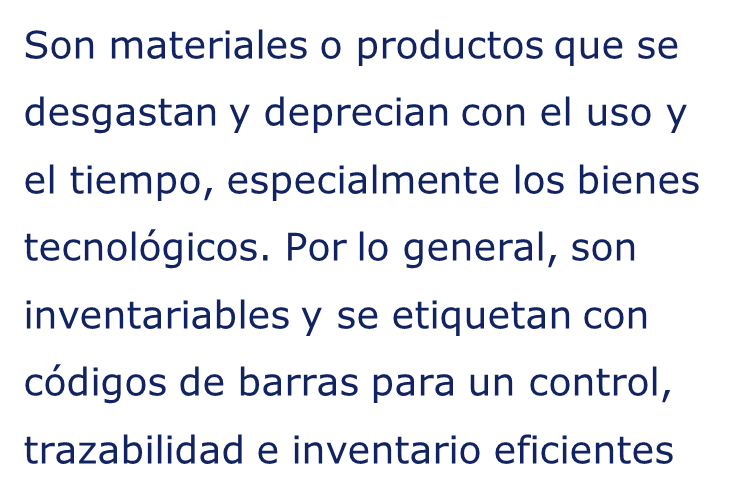 Son materiales o productos que se
desgastan y deprecian con el uso y
el tiempo, especialmente los bienes
tecnológicos. Por lo general, son
inventariables y se etiquetan con
códigos de barras para un control,
trazabilidad e inventario eficientes